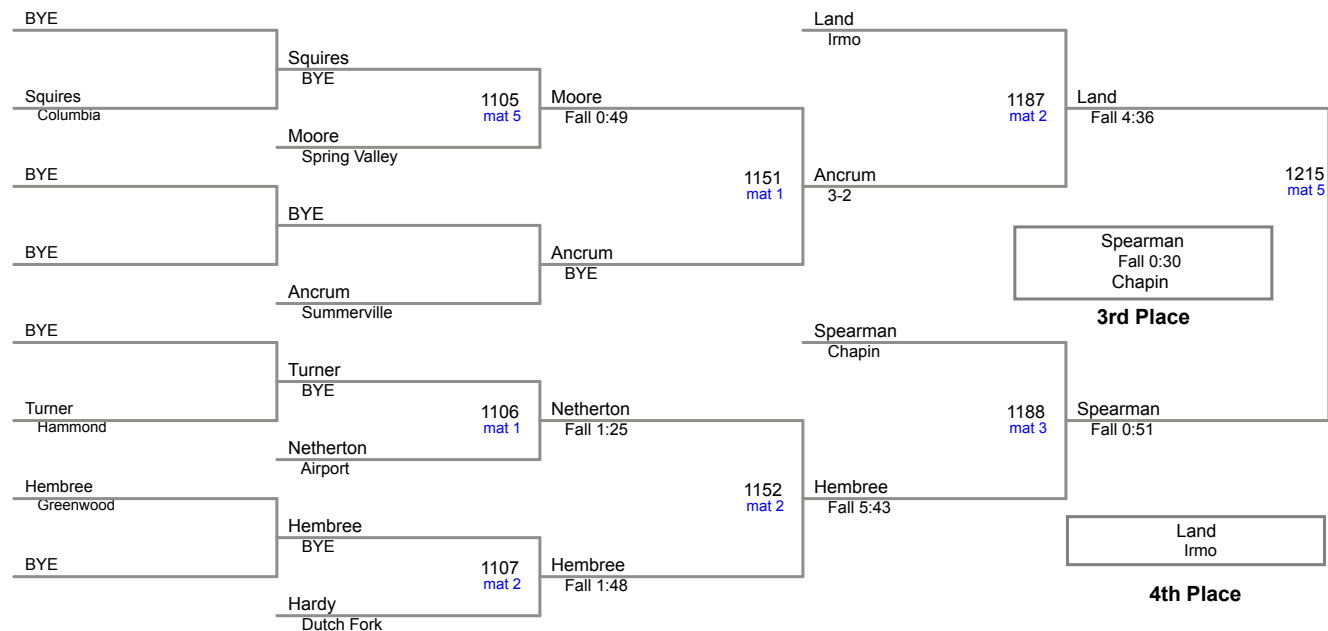 BYE
Squires
Columbia
BYE
BYE
BYE
Turner
Hammond
Hembree
Greenwood
BYE
Squires
BYE
Moore
Spring Valley
BYE
Ancrum
Summerville
Turner
BYE
Netherton
Airport
Hembree
BYE
Hardy
Dutch Fork
1105
mat 5
1106
mat 1
1107
mat 2
Moore
Fall 0:49
Ancrum
BYE
Netherton
Fall 1:25
Hembree
Fall 1:48
1151
mat 1
1152
mat 2
Land
Irmo
Ancrum
3-2
Spearman
Chapin
Hembree
Fall 5:43
1187
mat 2
1188
mat 3
Land
Fall 4:36
Spearman
Fall 0:51
1215
mat 5
Spearman
Fall 0:30
Chapin
3rd Place
Land
Irmo
4th Place